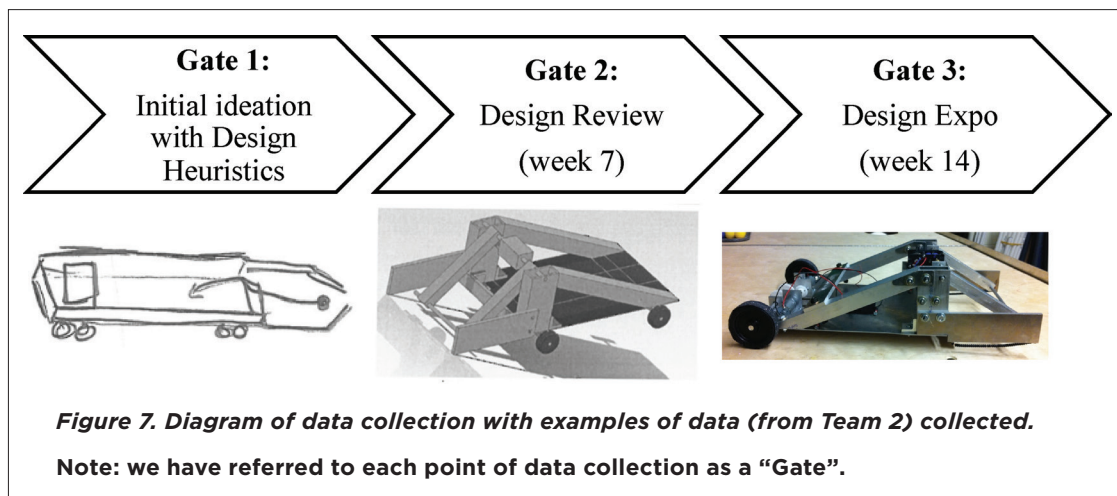 Gate 1:
Initial ideation
with Design
Heuristics
Gate 2:
Design Review
(week 7)
Gate 3:
Design Expo
(week 14)
Figure 7. Diagram of data collection with examples of data (from Team 2) collected.
Note: we have referred to each point of data collection as a “Gate”.